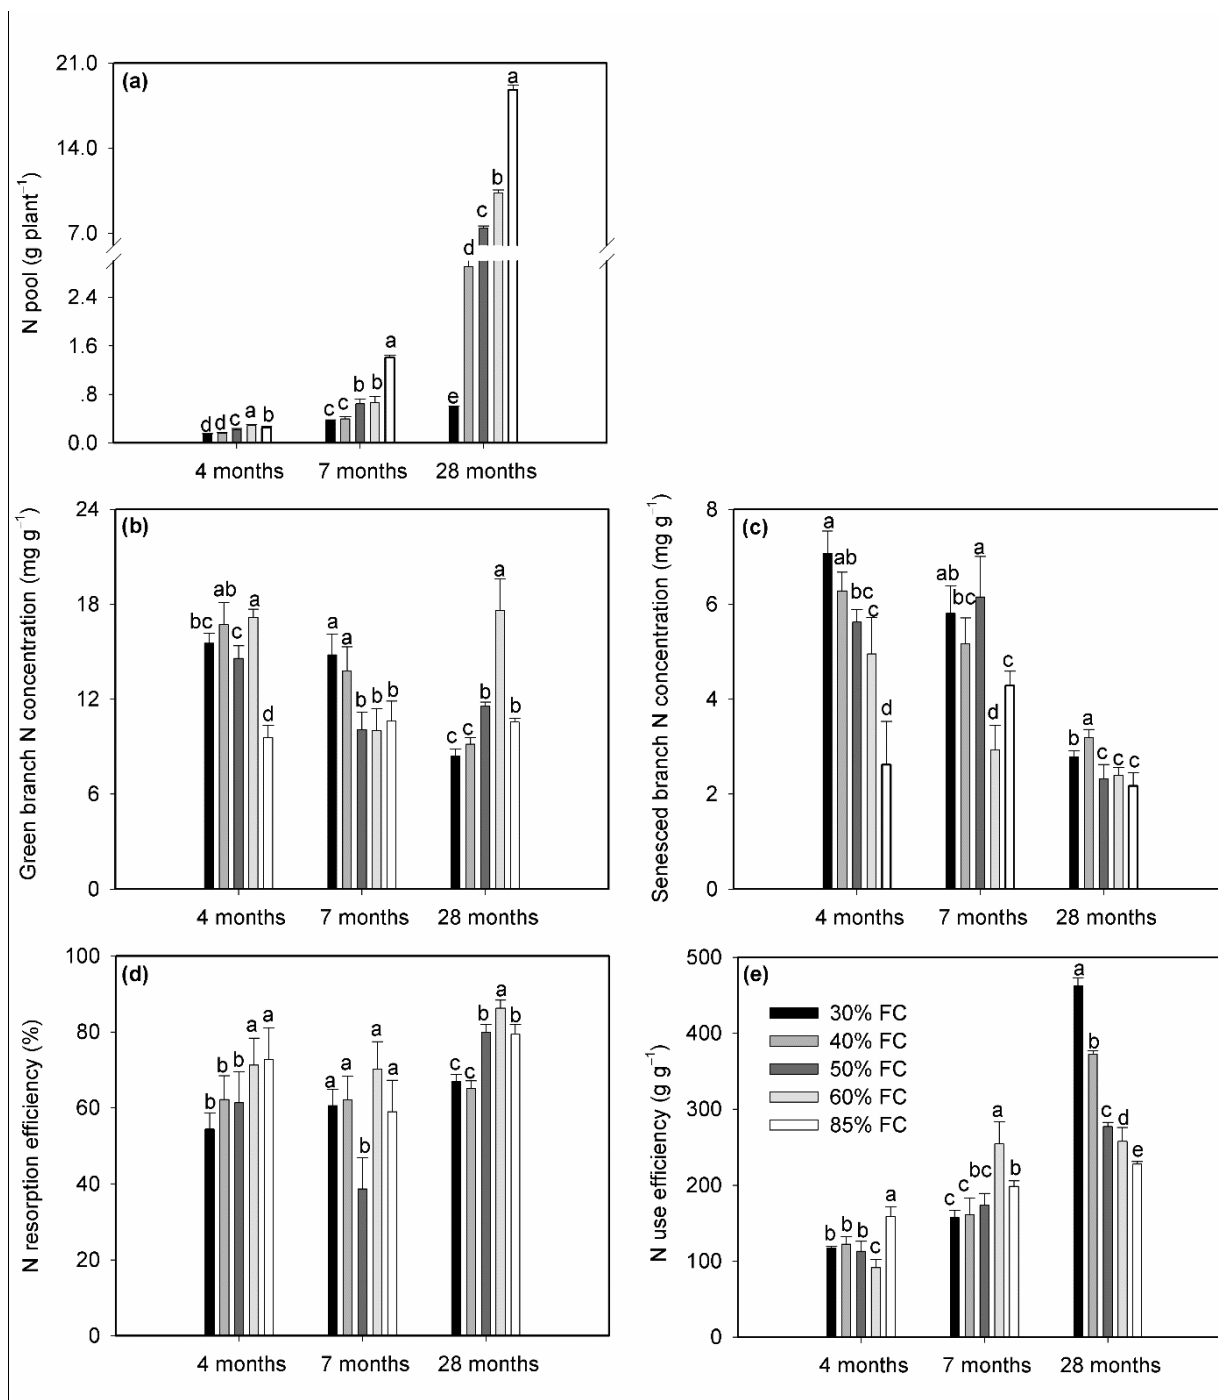 (a)
N pool (g plant⁻¹)
21.0
14.0
7.0
2.4
1.6
.8
0.0
d d c a b
c c b b a
e d c b a
4 months 7 months 28 months
(b)
Green branch N concentration (mg g⁻¹)
24
18
12
6
0
bc ab c a d
a a b b b
c c b a b
4 months 7 months 28 months
(c)
Senesced branch N concentration (mg g⁻¹)
8
6
4
2
0
a ab bc c d
ab bc a d c
b a c c c
4 months 7 months 28 months
(d)
N resorption efficiency (%)
100
80
60
40
20
0
b b b a a
a a b a a
c c b a b
4 months 7 months 28 months
(e)
N use efficiency (g g⁻¹)
500
400
300
200
100
0
30% FC
40% FC
50% FC
60% FC
85% FC
b b b c a
c c bc a b
a b c d e
4 months 7 months 28 months